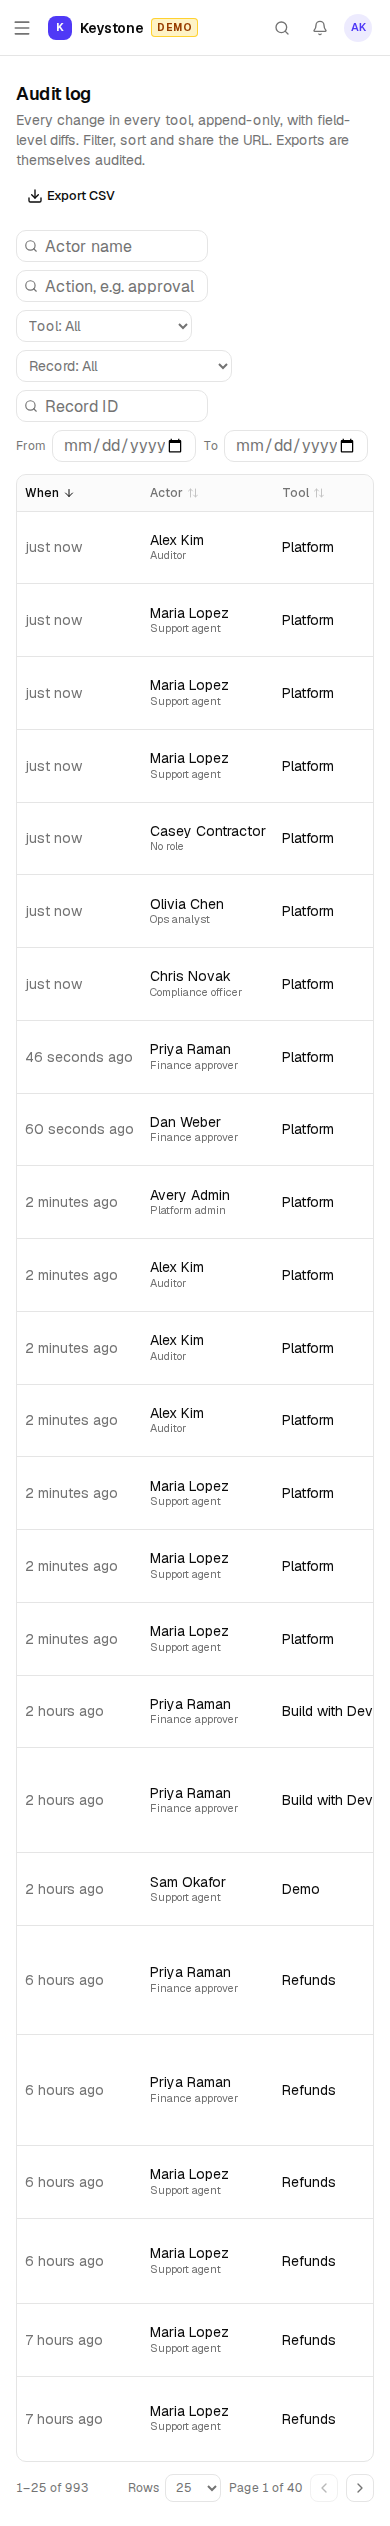 K Keystone DEMO AK
Audit log
Every change in every tool, append-only, with field-
level diffs. Filter, sort and share the URL. Exports are
themselves audited.
Export CSV
Actor name
Action, e.g. approval
Tool: All
Record: All
Record ID
From mm/dd/yyyy To mm/dd/yyyy
When Actor Tool
just now Alex Kim Platform
Auditor
just now Maria Lopez Platform
Support agent
just now Maria Lopez Platform
Support agent
just now Maria Lopez Platform
Support agent
just now Casey Contractor Platform
No role
just now Olivia Chen Platform
Ops analyst
just now Chris Novak Platform
Compliance officer
46 seconds ago Priya Raman Platform
Finance approver
60 seconds ago Dan Weber Platform
Finance approver
2 minutes ago Avery Admin Platform
Platform admin
2 minutes ago Alex Kim Platform
Auditor
2 minutes ago Alex Kim Platform
Auditor
2 minutes ago Alex Kim Platform
Auditor
2 minutes ago Maria Lopez Platform
Support agent
2 minutes ago Maria Lopez Platform
Support agent
2 minutes ago Maria Lopez Platform
Support agent
2 hours ago Priya Raman Build with Dev
Finance approver
2 hours ago Priya Raman Build with Dev
Finance approver
2 hours ago Sam Okafor Demo
Support agent
6 hours ago Priya Raman Refunds
Finance approver
6 hours ago Priya Raman Refunds
Finance approver
6 hours ago Maria Lopez Refunds
Support agent
6 hours ago Maria Lopez Refunds
Support agent
7 hours ago Maria Lopez Refunds
Support agent
7 hours ago Maria Lopez Refunds
Support agent
1–25 of 993 Rows 25 Page 1 of 40